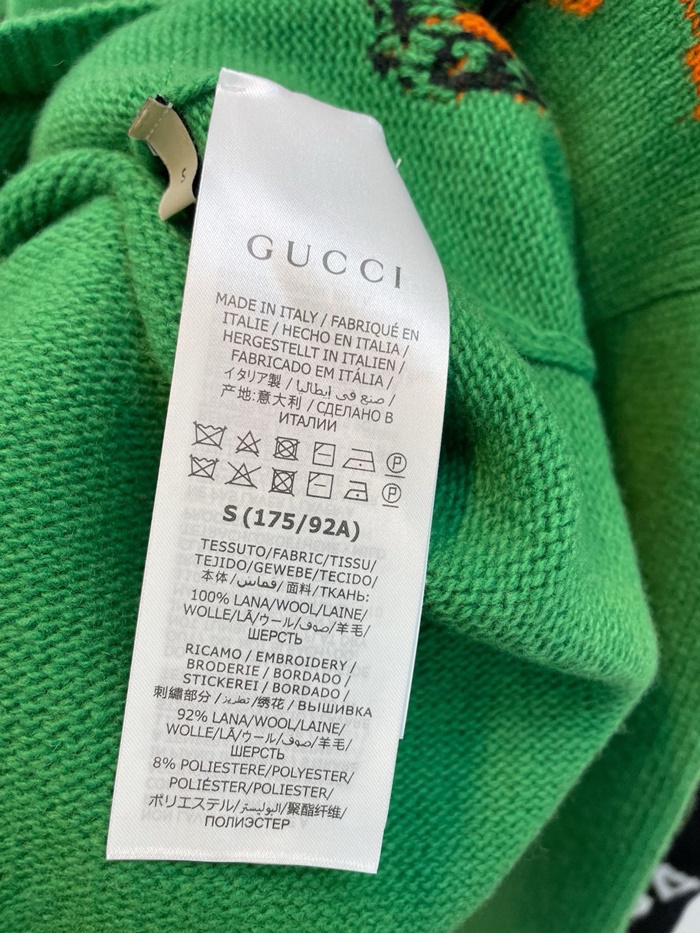 S
GUCCI
MADE IN ITALY / FABRIQUÉ EN
ITALIE / HECHO EN ITALIA /
HERGESTELLT IN ITALIEN /
FABRICADO EM ITÁLIA /
イタリア製 / صنع في إيطاليا /
产地:意大利 / СДЕЛАНО В
ИТАЛИИ
P
P
S (175/92A)
TESSUTO/FABRIC/TISSU/
TEJIDO/GEWEBE/TECIDO/
本体/قماس/面料/ТКАНЬ:
100% LANA/WOOL/LAINE/
WOLLE/LÃ/ウール/صوف/羊毛/
ШЕРСТЬ
RICAMO / EMBROIDERY /
BRODERIE / BORDADO /
STICKEREI / BORDADO /
刺繍部分 / تطريز /绣花 / ВЫШИВКА
92% LANA/WOOL/LAINE/
WOLLE/LÃ/ウール/صوف/羊毛/
ШЕРСТЬ
8% POLIESTERE/POLYESTER/
POLIÉSTER/POLIESTER/
ポリエステル/البوليستر/聚酯纤维/
ПОЛИЭСТЕР